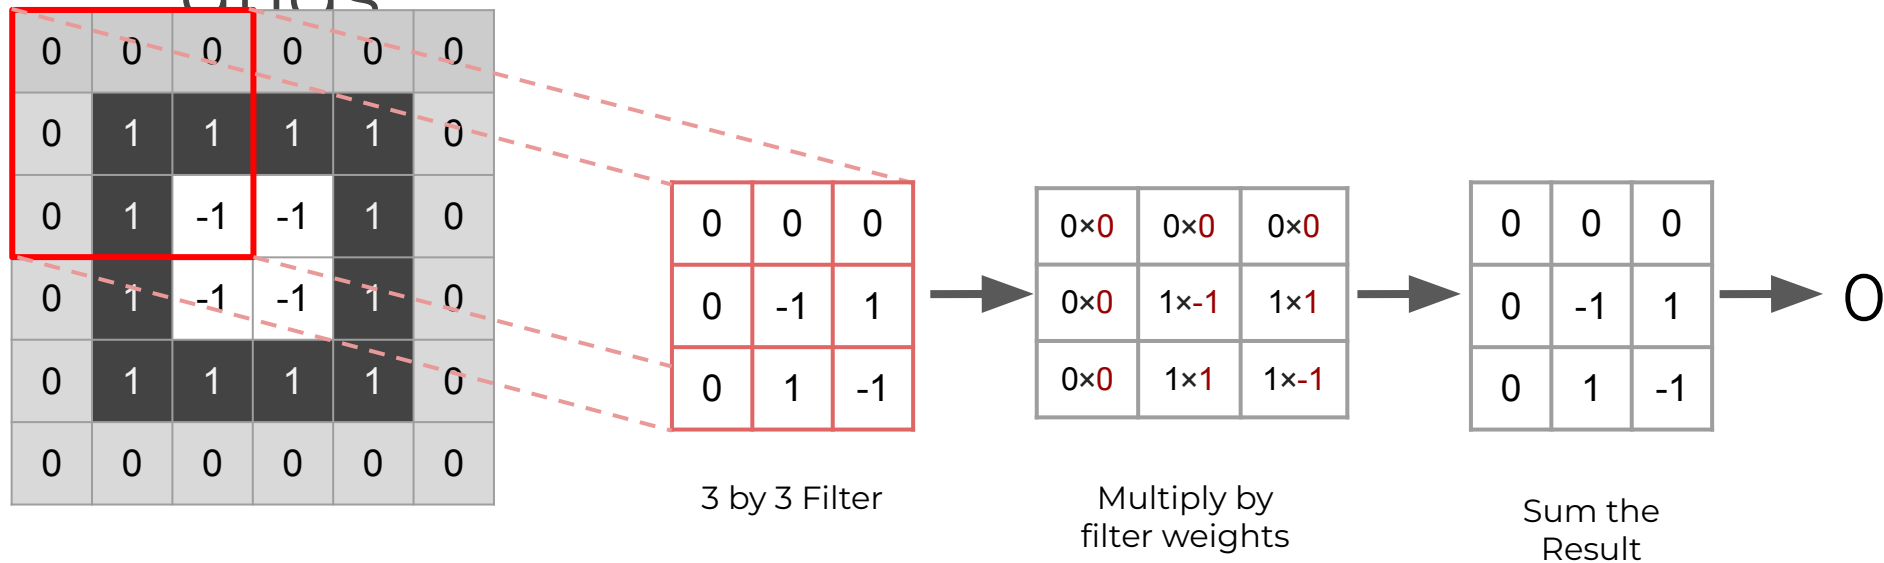 0 0 0 0 0 0
0 1 1 1 1 0
0 1 -1 -1 1 0
0 1 -1 -1 1 0
0 1 1 1 1 0
0 0 0 0 0 0
0 0 0
0 -1 1
0 1 -1
3 by 3 Filter
0×0 0×0 0×0
0×0 1×-1 1×1
0×0 1×1 1×-1
Multiply by
filter weights
0 0 0
0 -1 1
0 1 -1
Sum the
Result
0